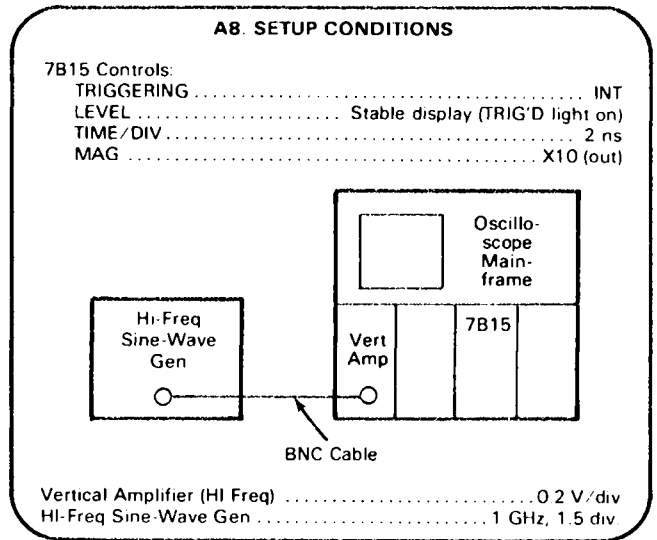 A8. SETUP CONDITIONS
7B15 Controls:
TRIGGERING ........................................ INT
LEVEL ...................... Stable display (TRIG'D light on)
TIME/DIV ........................................ 2 ns
MAG ........................................ X10 (out)
Oscillo-
scope
Main-
frame
Hi-Freq
Sine-Wave
Gen
Vert
Amp
7B15
BNC Cable
Vertical Amplifier (HI Freq) ........................ 0.2 V/div
HI-Freq Sine-Wave Gen ........................ 1 GHz, 1.5 div.